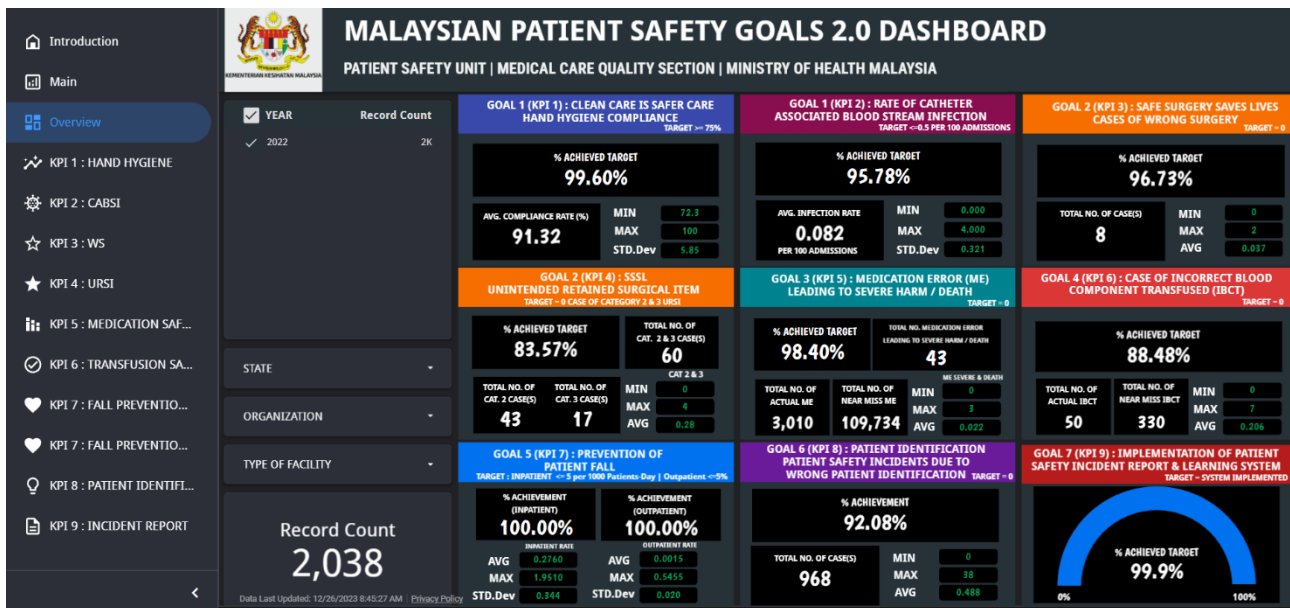 Introduction
Main
Overview
KPI 1 : HAND HYGIENE
KPI 2 : CABSI
KPI 3 : WS
KPI 4 : URSI
KPI 5 : MEDICATION SAF...
KPI 6 : TRANSFUSION SA...
KPI 7 : FALL PREVENTIO...
KPI 7 : FALL PREVENTIO...
KPI 8 : PATIENT IDENTIFI...
KPI 9 : INCIDENT REPORT
KEMENTERIAN KESIHATAN MALAYSIA
MALAYSIAN PATIENT SAFETY GOALS 2.0 DASHBOARD
PATIENT SAFETY UNIT | MEDICAL CARE QUALITY SECTION | MINISTRY OF HEALTH MALAYSIA
YEAR Record Count
2022 2K
STATE
ORGANIZATION
TYPE OF FACILITY
Record Count
2,038
Data Last Updated: 12/26/2023 8:45:27 AM | Privacy Policy
GOAL 1 (KPI 1) : CLEAN CARE IS SAFER CARE
HAND HYGIENE COMPLIANCE
TARGET >= 75%
% ACHIEVED TARGET
99.60%
AVG. COMPLIANCE RATE (%)
91.32
MIN 72.3
MAX 100
STD.Dev 5.85
GOAL 1 (KPI 2) : RATE OF CATHETER
ASSOCIATED BLOOD STREAM INFECTION
TARGET <=0.5 PER 100 ADMISSIONS
% ACHIEVED TARGET
95.78%
AVG. INFECTION RATE
0.082
PER 100 ADMISSIONS
MIN 0.000
MAX 4.000
STD.Dev 0.321
GOAL 2 (KPI 3) : SAFE SURGERY SAVES LIVES
CASES OF WRONG SURGERY
TARGET = 0
% ACHIEVED TARGET
96.73%
TOTAL NO. OF CASE(S)
8
MIN 0
MAX 2
AVG 0.037
GOAL 2 (KPI 4) : SSSL
UNINTENDED RETAINED SURGICAL ITEM
TARGET = 0 CASE OF CATEGORY 2 & 3 URSI
% ACHIEVED TARGET
83.57%
TOTAL NO. OF
CAT. 2 & 3 CASE(S)
60
TOTAL NO. OF
CAT. 2 CASE(S)
43
TOTAL NO. OF
CAT. 3 CASE(S)
17
CAT 2 & 3
MIN 0
MAX 4
AVG 0.28
GOAL 3 (KPI 5) : MEDICATION ERROR (ME)
LEADING TO SEVERE HARM / DEATH
TARGET = 0
% ACHIEVED TARGET
98.40%
TOTAL NO. MEDICATION ERROR
LEADING TO SEVERE HARM / DEATH
43
TOTAL NO. OF
ACTUAL ME
3,010
TOTAL NO. OF
NEAR MISS ME
109,734
ME SEVERE & DEATH
MIN 0
MAX 3
AVG 0.022
GOAL 4 (KPI 6) : CASE OF INCORRECT BLOOD
COMPONENT TRANSFUSED (IBCT)
TARGET = 0
% ACHIEVED TARGET
88.48%
TOTAL NO. OF
ACTUAL IBCT
50
TOTAL NO. OF
NEAR MISS IBCT
330
MIN 0
MAX 7
AVG 0.206
GOAL 5 (KPI 7) : PREVENTION OF
PATIENT FALL
TARGET : INPATIENT <= 5 per 1000 Patients-Day | Outpatient <=5%
% ACHIEVEMENT
(INPATIENT)
100.00%
INPATIENT RATE
AVG 0.2760
MAX 1.9510
STD.Dev 0.344
% ACHIEVEMENT
(OUTPATIENT)
100.00%
OUTPATIENT RATE
AVG 0.0015
MAX 0.5455
STD.Dev 0.020
GOAL 6 (KPI 8) : PATIENT IDENTIFICATION
PATIENT SAFETY INCIDENTS DUE TO
WRONG PATIENT IDENTIFICATION TARGET = 0
% ACHIEVEMENT
92.08%
TOTAL NO. OF CASE(S)
968
MIN 0
MAX 38
AVG 0.488
GOAL 7 (KPI 9) : IMPLEMENTATION OF PATIENT
SAFETY INCIDENT REPORT & LEARNING SYSTEM
TARGET = SYSTEM IMPLEMENTED
% ACHIEVED TARGET
99.9%
0% 100%